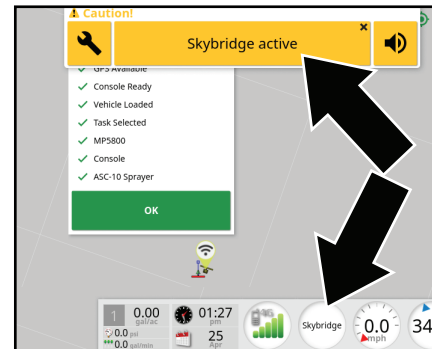 Caution!
Skybridge active
GPS Available
Console Ready
Vehicle Loaded
Task Selected
MP5800
Console
ASC-10 Sprayer
OK
1
0.00
gal/ac
0.0 psi
0.0 gal/min
01:27
pm
25
Apr
4G
Skybridge
0.0
mph
34